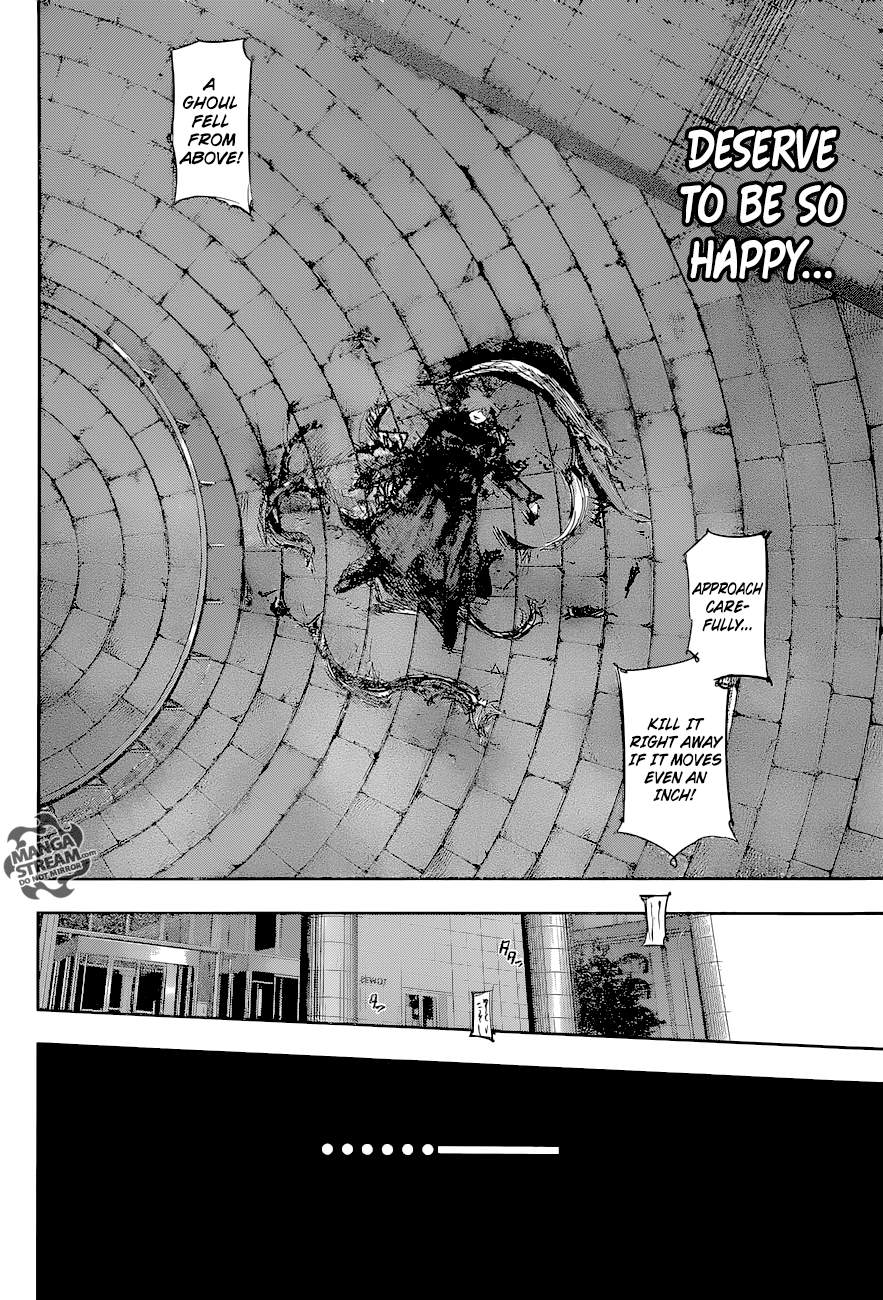 DESERVE
TO BE SO
HAPPY...
A
GHOUL
FELL
FROM
ABOVE!
APPROACH
CARE-
FULLY...
KILL IT
RIGHT AWAY
IF IT MOVES
EVEN AN
INCH!
MANGA
STREAM.com
DO NOT MIRROR